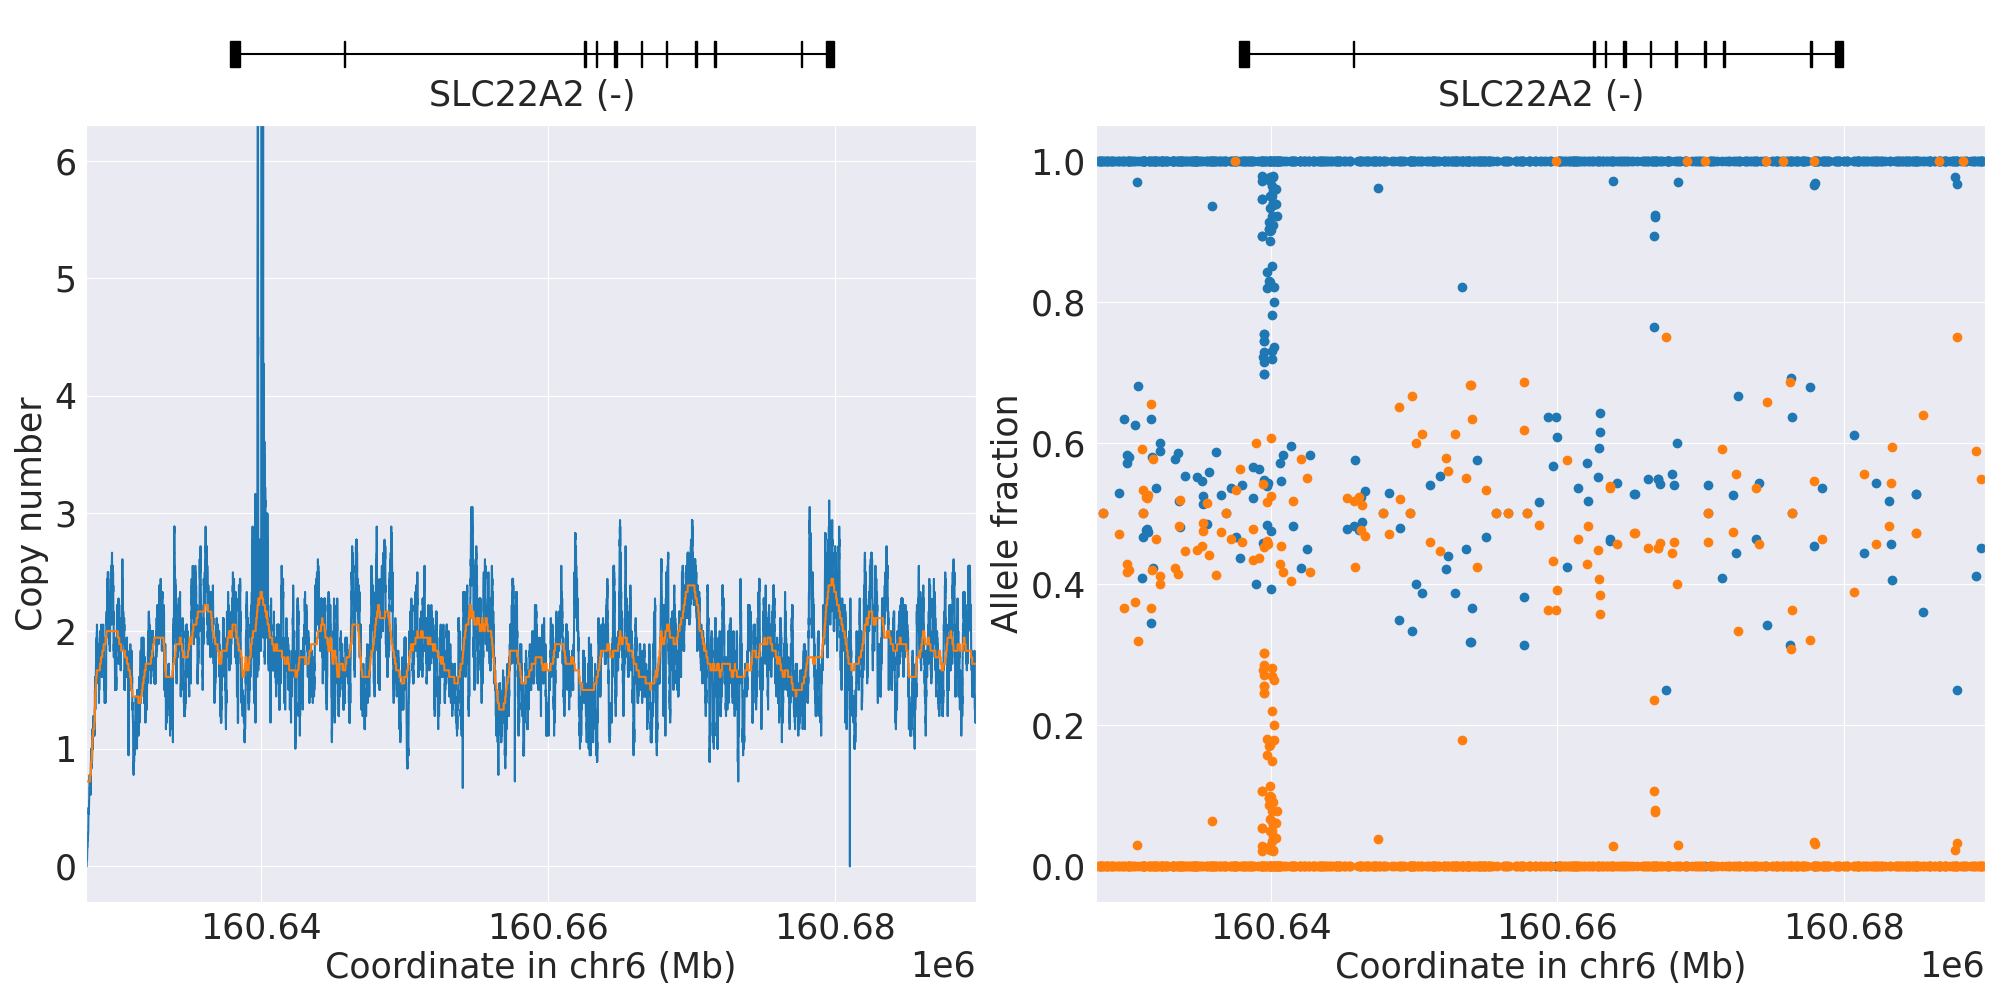 SLC22A2 (-)
6
5
4
3
2
1
0
Copy number
160.64
160.66
160.68
Coordinate in chr6 (Mb)
1e6
SLC22A2 (-)
1.0
0.8
0.6
0.4
0.2
0.0
Allele fraction
160.64
160.66
160.68
Coordinate in chr6 (Mb)
1e6